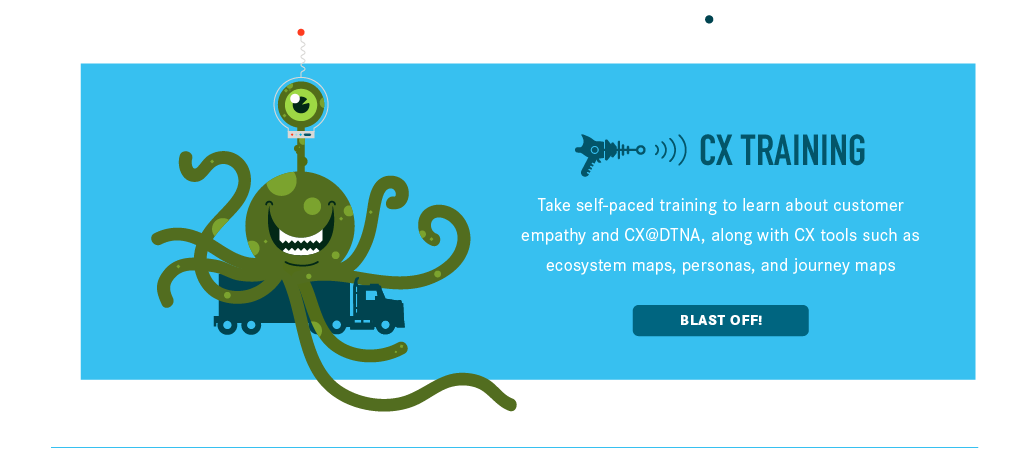 CX TRAINING
Take self-paced training to learn about customer
empathy and CX@DTNA, along with CX tools such as
ecosystem maps, personas, and journey maps
BLAST OFF!